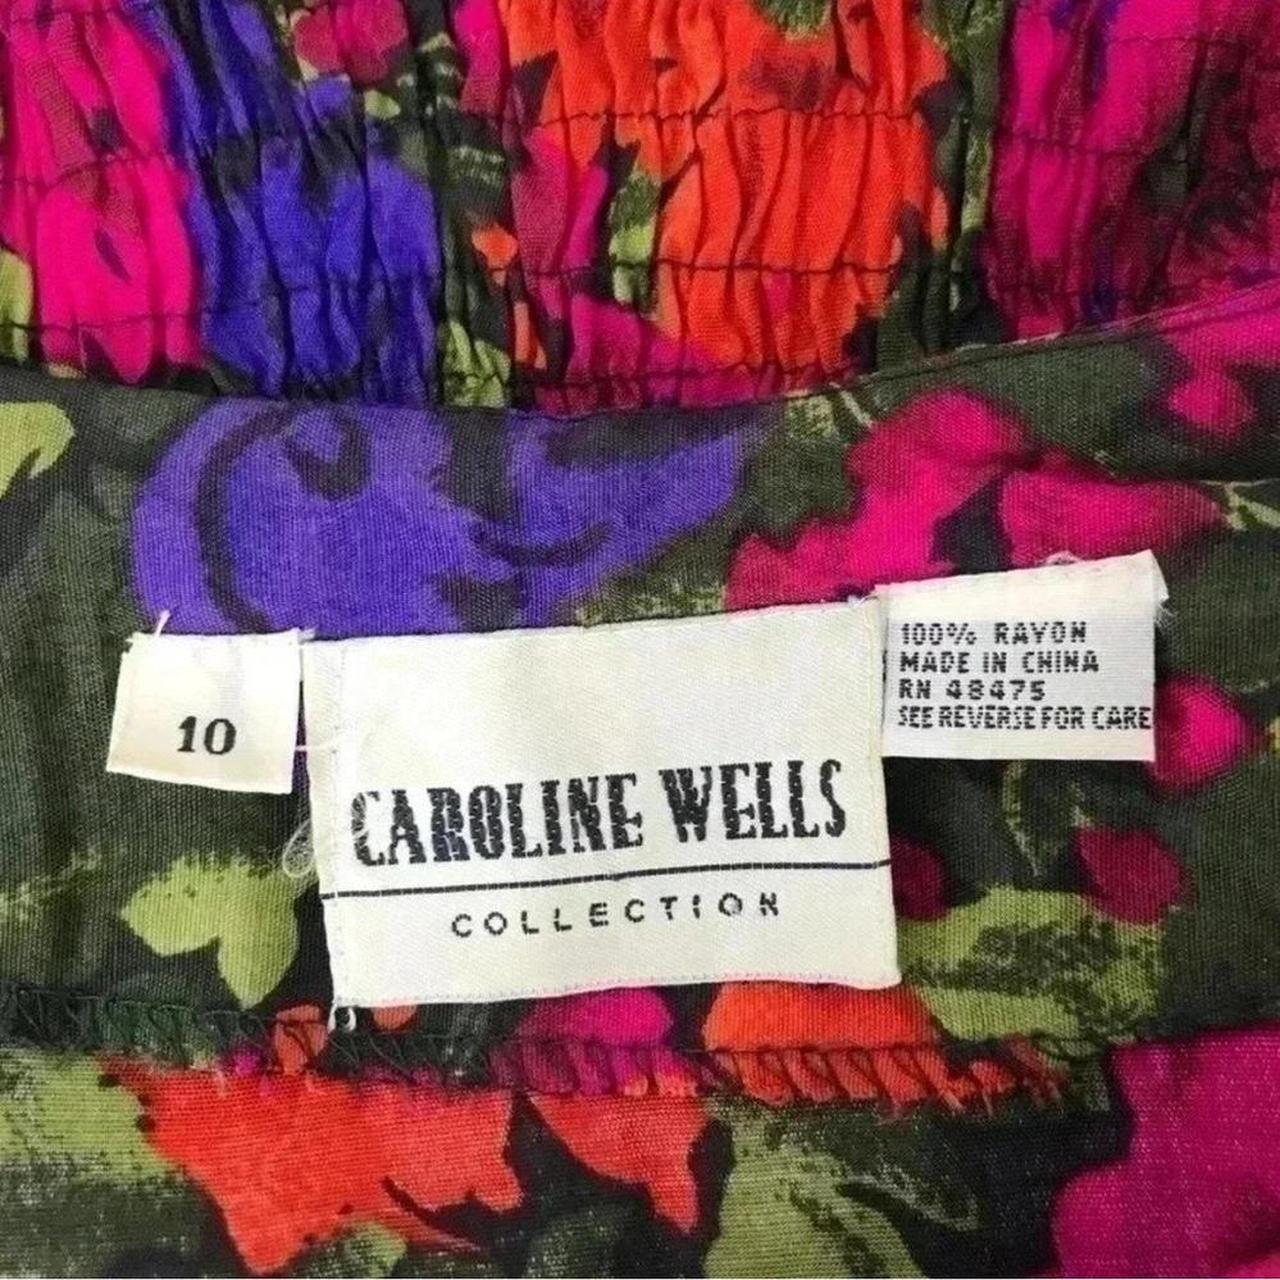 10
CAROLINE WELLS
COLLECTION
100% RAYON
MADE IN CHINA
RN 48475
SEE REVERSE FOR CARE